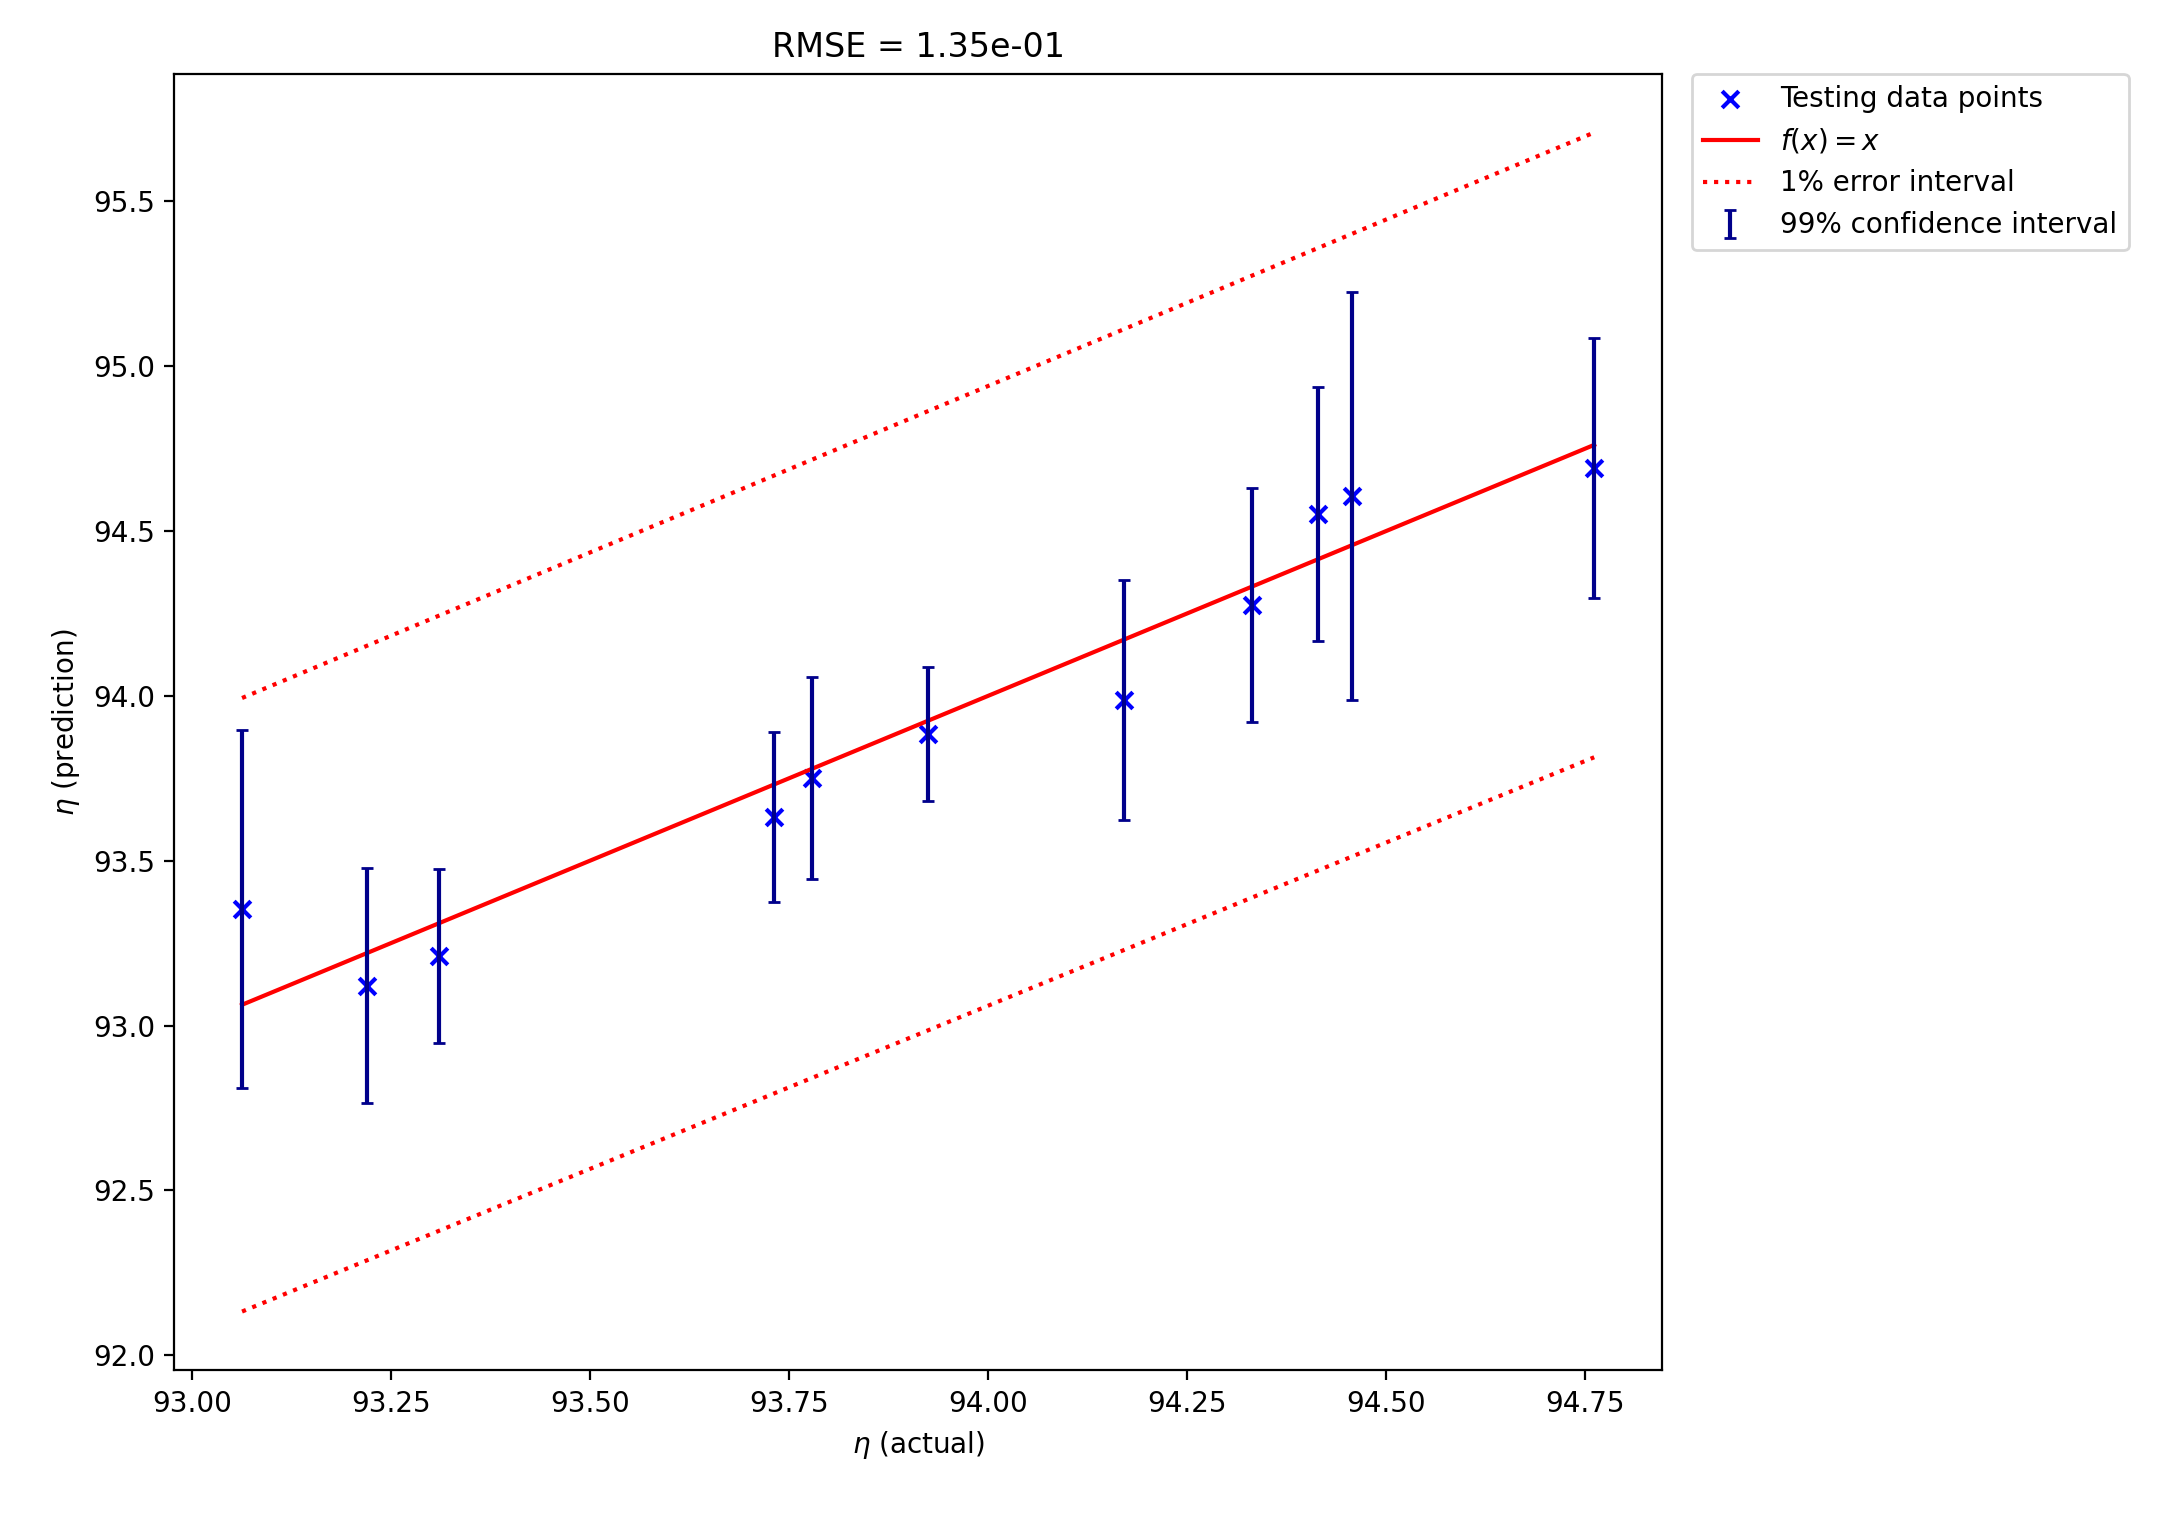 RMSE = 1.35e-01
Testing data points
f(x) = x
1% error interval
99% confidence interval
η (prediction)
95.5
95.0
94.5
94.0
93.5
93.0
92.5
92.0
93.00 93.25 93.50 93.75 94.00 94.25 94.50 94.75
η (actual)